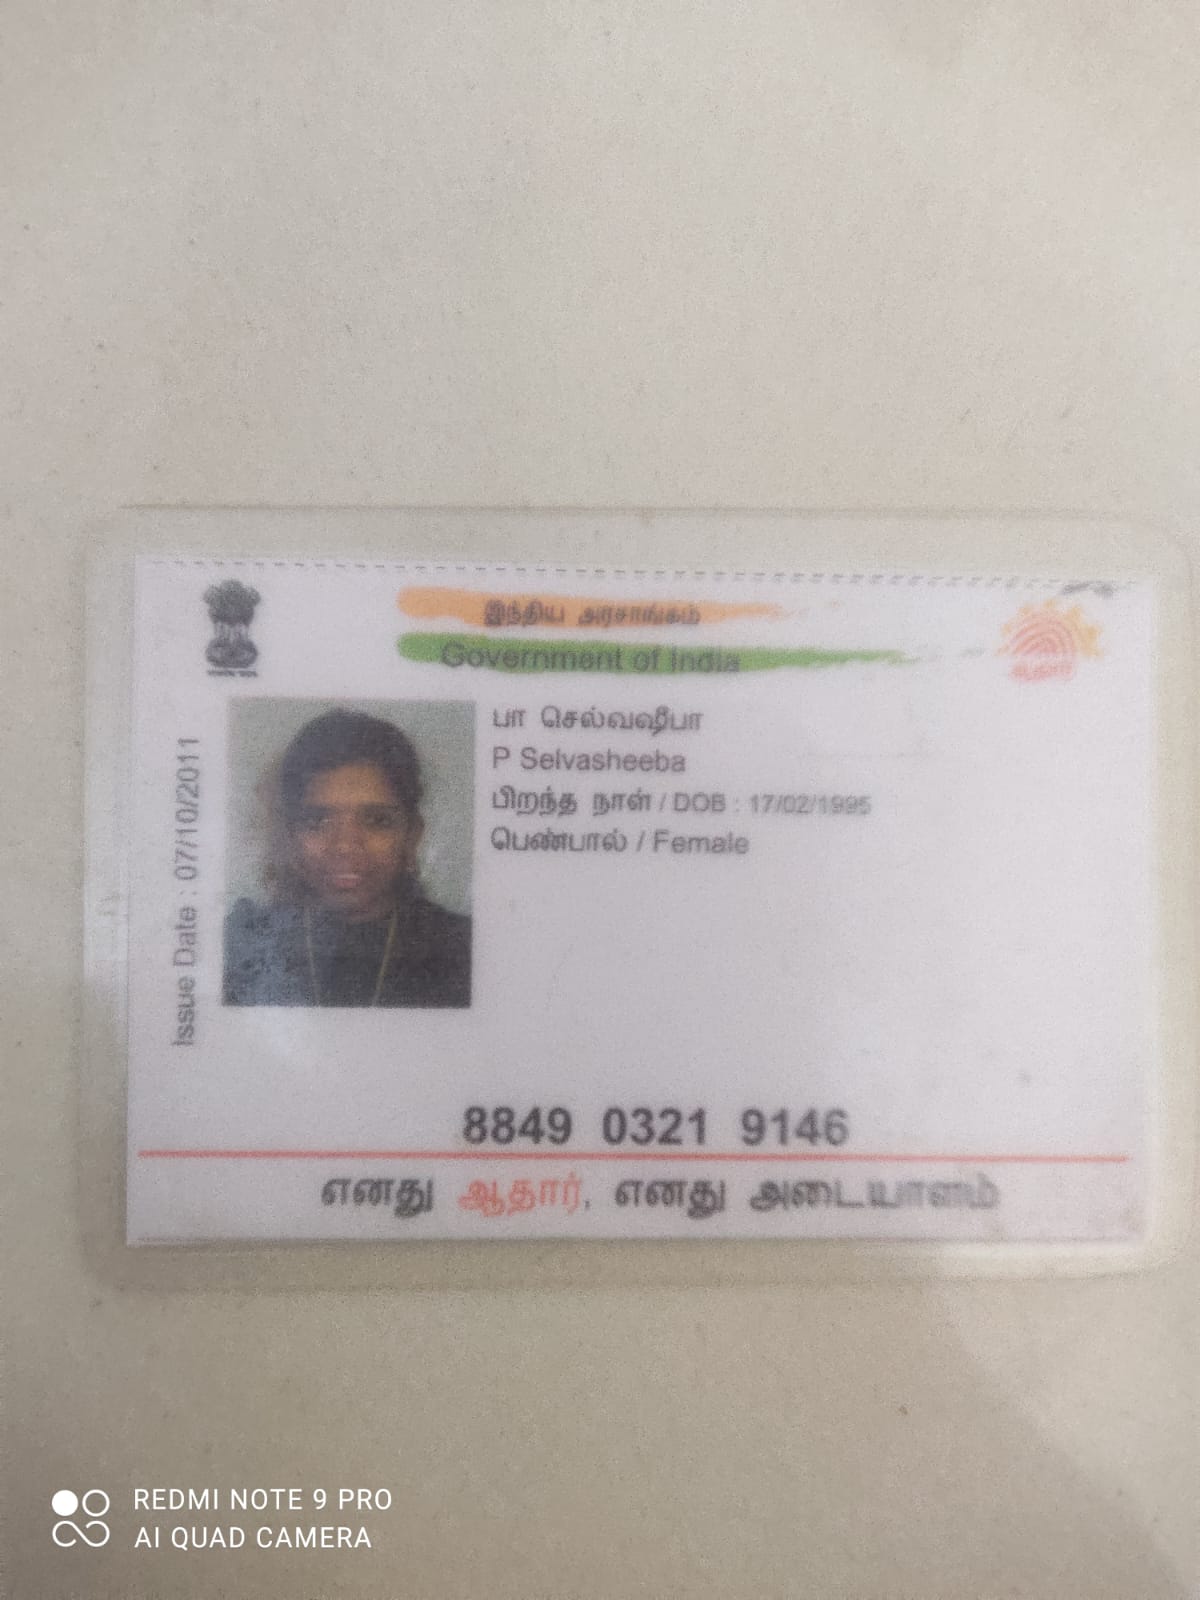 இந்திய அரசாங்கம்
Government of India
ஆதார்
பா செல்வஷீபா
P Selvasheeba
பிறந்த நாள் / DOB : 17/02/1995
பெண்பால் / Female
Issue Date : 07/10/2011
8849 0321 9146
எனது ஆதார், எனது அடையாளம்
REDMI NOTE 9 PRO
AI QUAD CAMERA